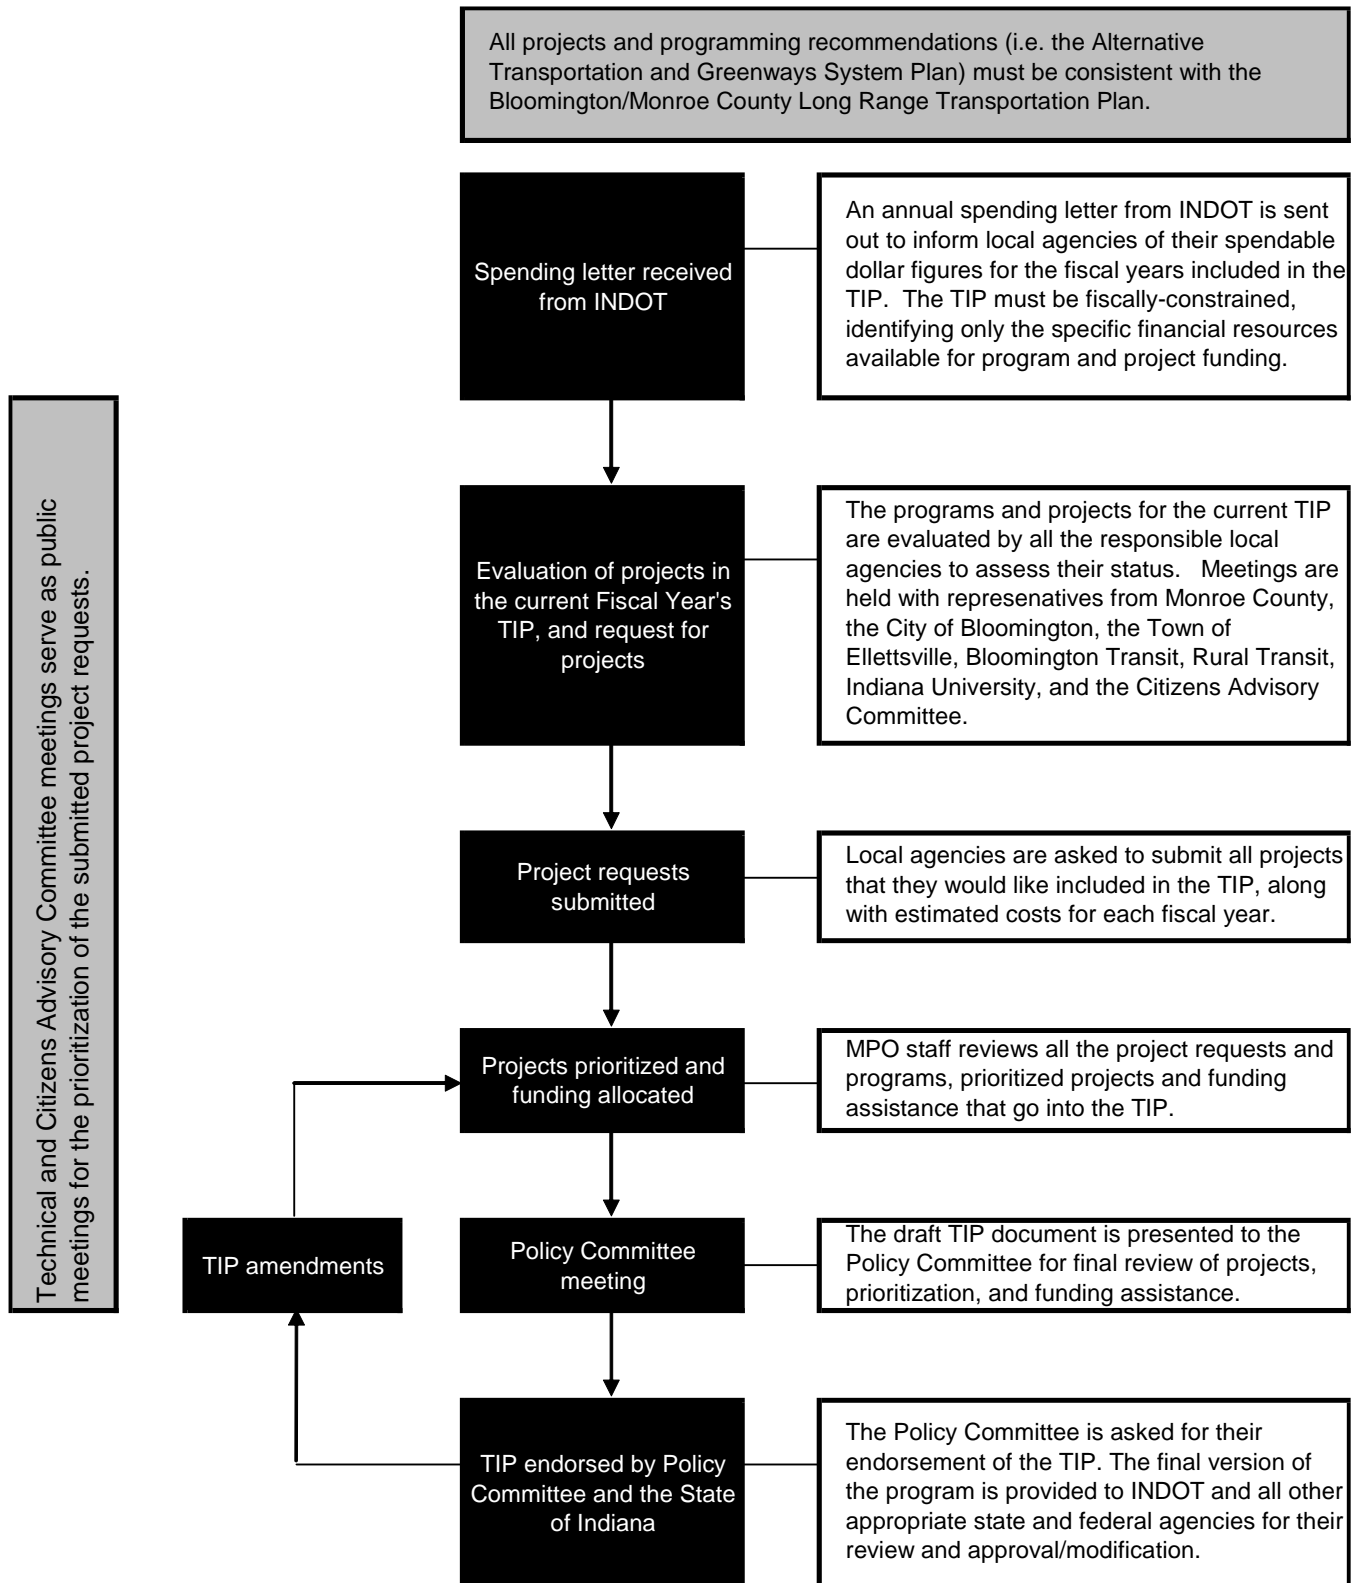 All projects and programming recommendations (i.e. the Alternative
Transportation and Greenways System Plan) must be consistent with the
Bloomington/Monroe County Long Range Transportation Plan.
Spending letter received
from INDOT
An annual spending letter from INDOT is sent
out to inform local agencies of their spendable
dollar figures for the fiscal years included in the
TIP.  The TIP must be fiscally-constrained,
identifying only the specific financial resources
available for program and project funding.
Technical and Citizens Advisory Committee meetings serve as public
meetings for the prioritization of the submitted project requests.
Evaluation of projects in
the current Fiscal Year's
TIP, and request for
projects
The programs and projects for the current TIP
are evaluated by all the responsible local
agencies to assess their status.   Meetings are
held with represenatives from Monroe County,
the City of Bloomington, the Town of
Ellettsville, Bloomington Transit, Rural Transit,
Indiana University, and the Citizens Advisory
Committee.
Project requests
submitted
Local agencies are asked to submit all projects
that they would like included in the TIP, along
with estimated costs for each fiscal year.
Projects prioritized and
funding allocated
MPO staff reviews all the project requests and
programs, prioritized projects and funding
assistance that go into the TIP.
TIP amendments
Policy Committee
meeting
The draft TIP document is presented to the
Policy Committee for final review of projects,
prioritization, and funding assistance.
TIP endorsed by Policy
Committee and the State
of Indiana
The Policy Committee is asked for their
endorsement of the TIP. The final version of
the program is provided to INDOT and all other
appropriate state and federal agencies for their
review and approval/modification.